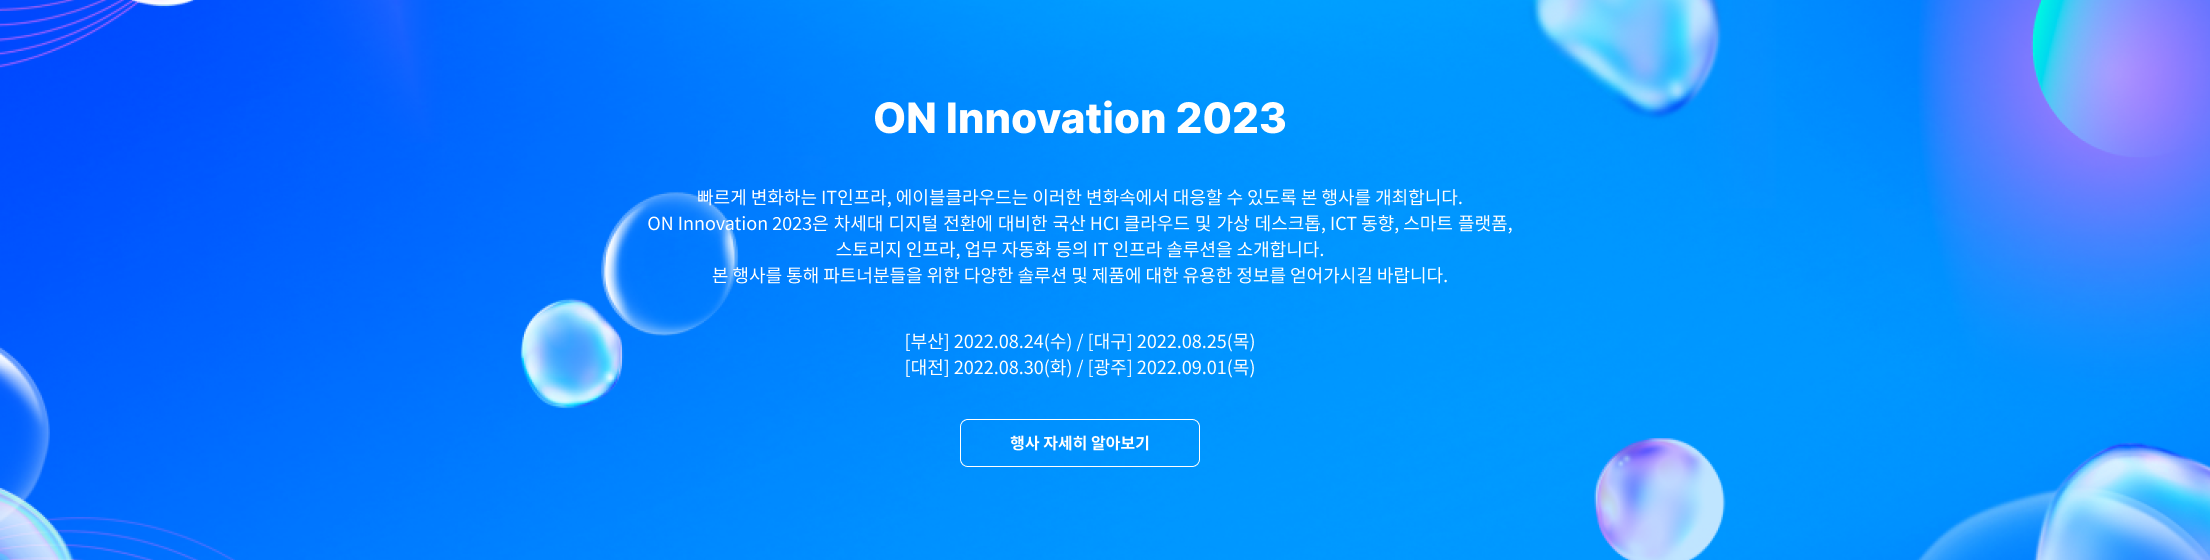 ON Innovation 2023
빠르게 변화하는 IT인프라, 에이블클라우드는 이러한 변화속에서 대응할 수 있도록 본 행사를 개최합니다.
ON Innovation 2023은 차세대 디지털 전환에 대비한 국산 HCI 클라우드 및 가상 데스크톱, ICT 동향, 스마트 플랫폼,
스토리지 인프라, 업무 자동화 등의 IT 인프라 솔루션을 소개합니다.
본 행사를 통해 파트너분들을 위한 다양한 솔루션 및 제품에 대한 유용한 정보를 얻어가시길 바랍니다.
[부산] 2022.08.24(수) / [대구] 2022.08.25(목)
[대전] 2022.08.30(화) / [광주] 2022.09.01(목)
행사 자세히 알아보기